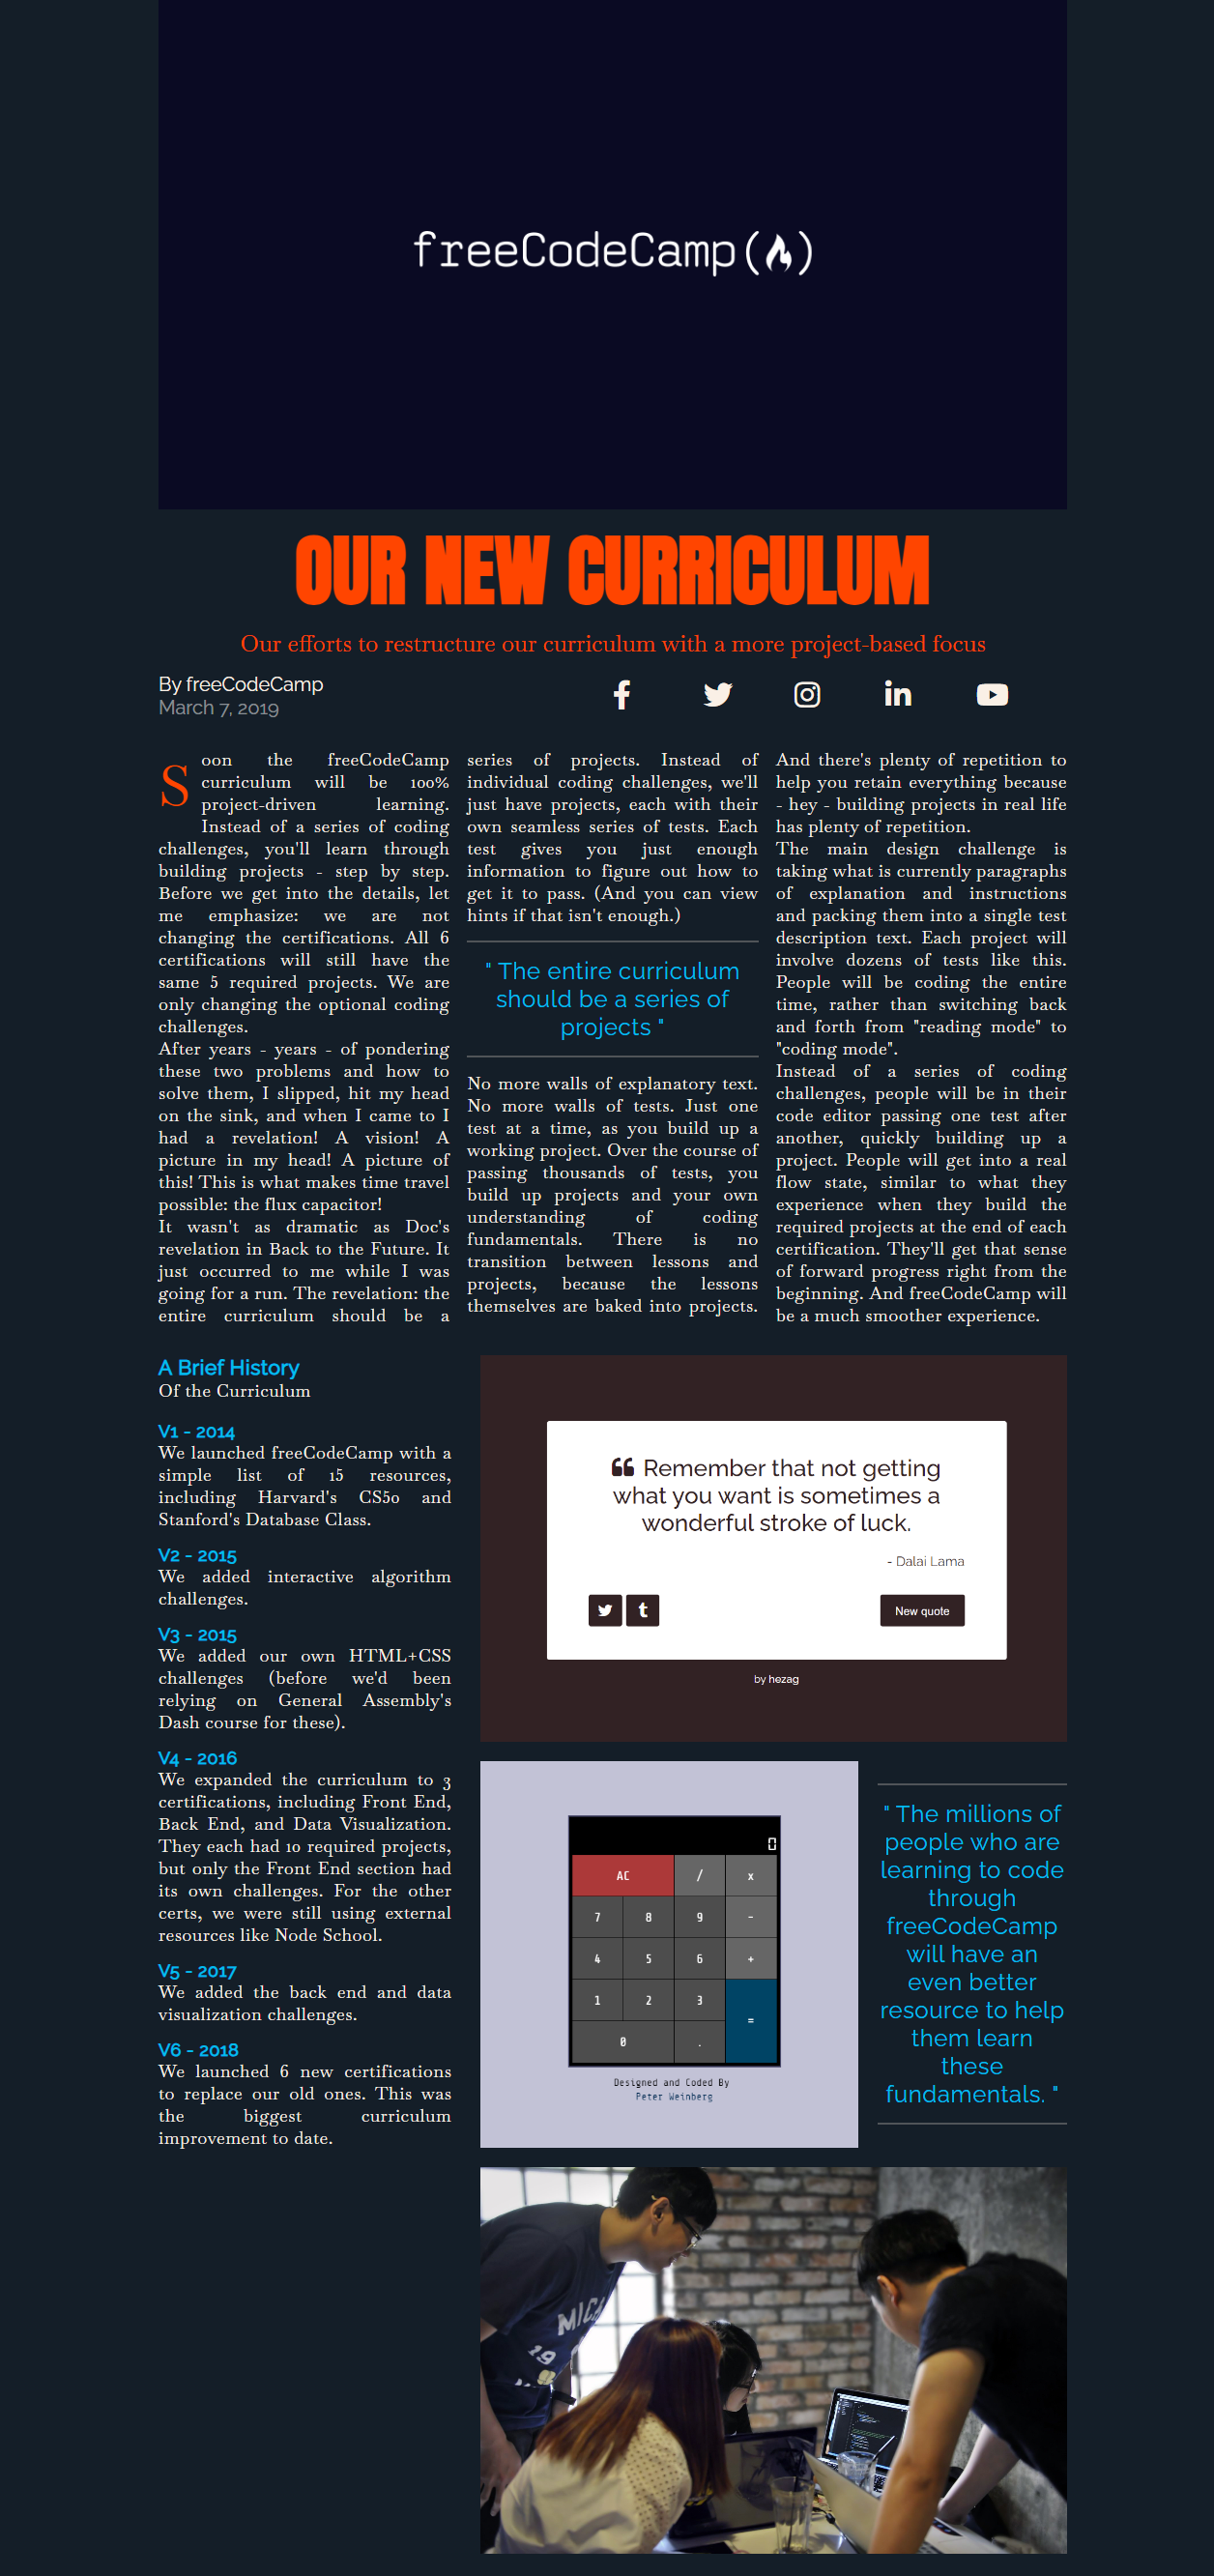 freeCodeCamp(🔥)
OUR NEW CURRICULUM
Our efforts to restructure our curriculum with a more project-based focus
By freeCodeCamp
March 7, 2019
Soon the freeCodeCamp
curriculum will be 100%
project-driven learning.
Instead of a series of coding
challenges, you'll learn through
building projects - step by step.
Before we get into the details, let
me emphasize: we are not
changing the certifications. All 6
certifications will still have the
same 5 required projects. We are
only changing the optional coding
challenges.
After years - years - of pondering
these two problems and how to
solve them, I slipped, hit my head
on the sink, and when I came to I
had a revelation! A vision! A
picture in my head! A picture of
this! This is what makes time travel
possible: the flux capacitor!
It wasn't as dramatic as Doc's
revelation in Back to the Future. It
just occurred to me while I was
going for a run. The revelation: the
entire curriculum should be a
series of projects. Instead of
individual coding challenges, we'll
just have projects, each with their
own seamless series of tests. Each
test gives you just enough
information to figure out how to
get it to pass. (And you can view
hints if that isn't enough.)
" The entire curriculum
should be a series of
projects "
No more walls of explanatory text.
No more walls of tests. Just one
test at a time, as you build up a
working project. Over the course of
passing thousands of tests, you
build up projects and your own
understanding of coding
fundamentals. There is no
transition between lessons and
projects, because the lessons
themselves are baked into projects.
And there's plenty of repetition to
help you retain everything because
- hey - building projects in real life
has plenty of repetition.
The main design challenge is
taking what is currently paragraphs
of explanation and instructions
and packing them into a single test
description text. Each project will
involve dozens of tests like this.
People will be coding the entire
time, rather than switching back
and forth from "reading mode" to
"coding mode".
Instead of a series of coding
challenges, people will be in their
code editor passing one test after
another, quickly building up a
project. People will get into a real
flow state, similar to what they
experience when they build the
required projects at the end of each
certification. They'll get that sense
of forward progress right from the
beginning. And freeCodeCamp will
be a much smoother experience.
A Brief History
Of the Curriculum
V1 - 2014
We launched freeCodeCamp with a
simple list of 15 resources,
including Harvard's CS50 and
Stanford's Database Class.
V2 - 2015
We added interactive algorithm
challenges.
V3 - 2015
We added our own HTML+CSS
challenges (before we'd been
relying on General Assembly's
Dash course for these).
V4 - 2016
We expanded the curriculum to 3
certifications, including Front End,
Back End, and Data Visualization.
They each had 10 required projects,
but only the Front End section had
its own challenges. For the other
certs, we were still using external
resources like Node School.
V5 - 2017
We added the back end and data
visualization challenges.
V6 - 2018
We launched 6 new certifications
to replace our old ones. This was
the biggest curriculum
improvement to date.
“ Remember that not getting
what you want is sometimes a
wonderful stroke of luck.
- Dalai Lama
t
New quote
by hezag
0
AC / x
7 8 9 -
4 5 6 +
1 2 3 =
0 .
Designed and Coded By
Peter Weinberg
" The millions of
people who are
learning to code
through
freeCodeCamp
will have an
even better
resource to help
them learn
these
fundamentals. "
19